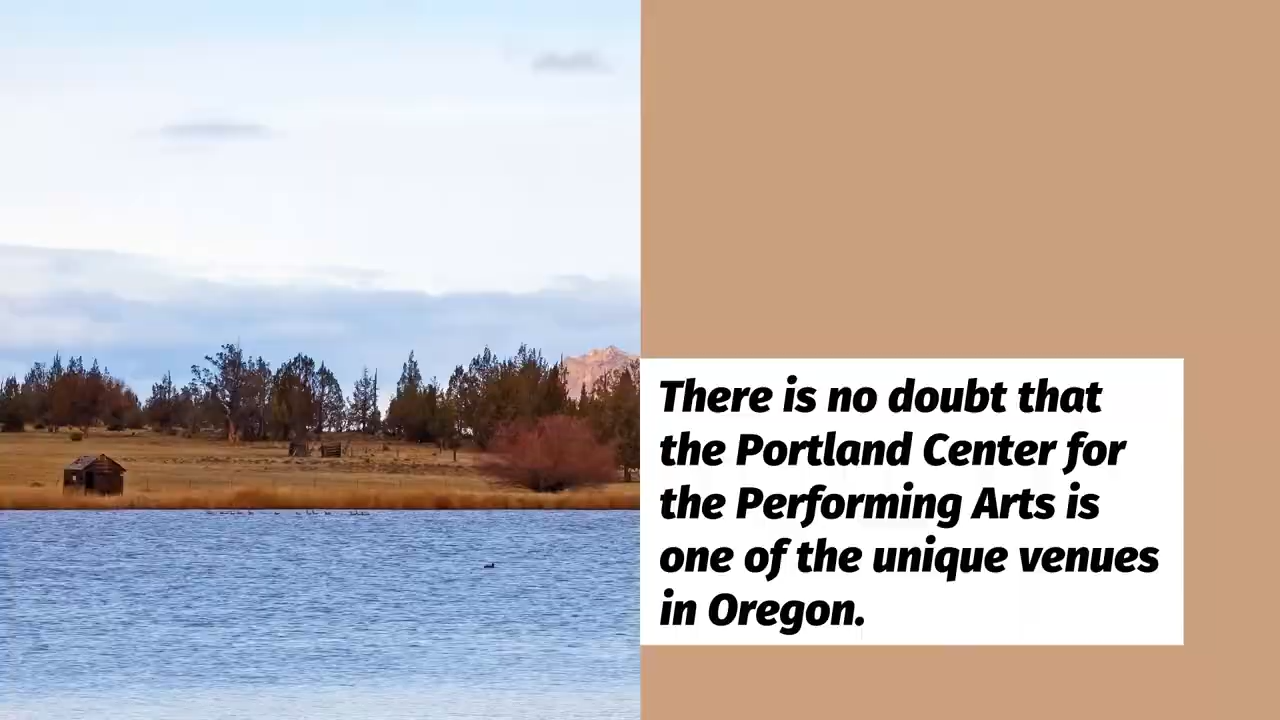 There is no doubt that
the Portland Center for
the Performing Arts is
one of the unique venues
in Oregon.